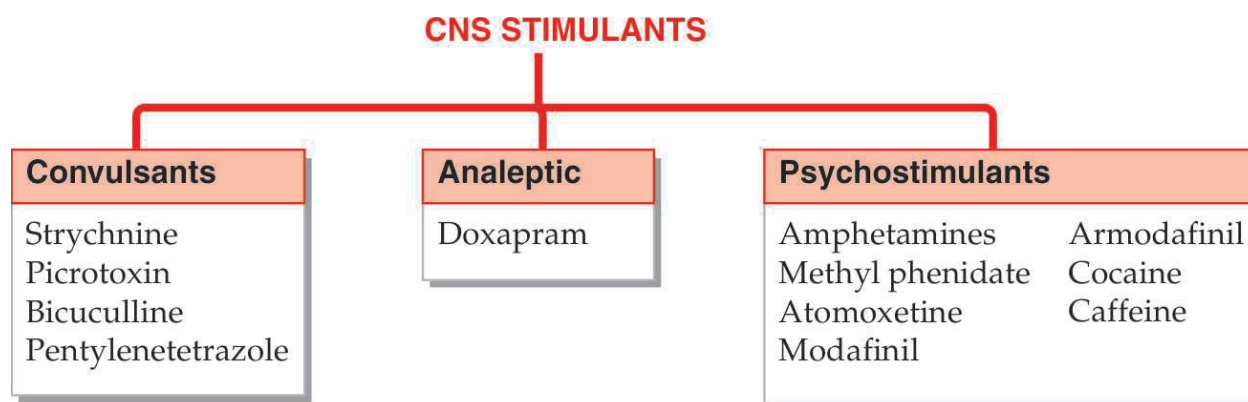 CNS STIMULANTS
Convulsants
Strychnine
Picrotoxin
Bicuculline
Pentylenetetrazole
Analeptic
Doxapram
Psychostimulants
Amphetamines
Methyl phenidate
Atomoxetine
Modafinil
Armodafinil
Cocaine
Caffeine